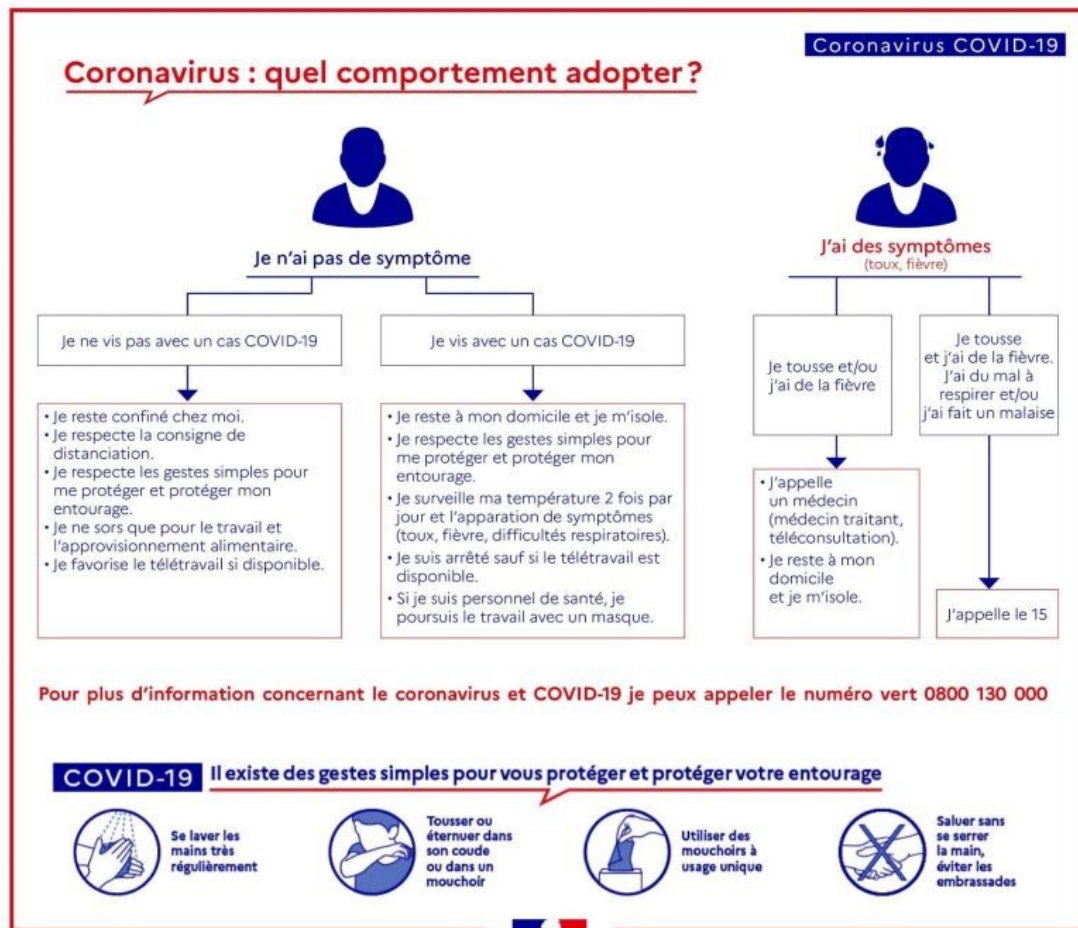 Coronavirus COVID-19
Coronavirus : quel comportement adopter ?
Je n'ai pas de symptôme
J'ai des symptômes
(toux, fièvre)
Je ne vis pas avec un cas COVID-19
Je vis avec un cas COVID-19
Je tousse et/ou
j'ai de la fièvre
Je tousse
et j'ai de la fièvre.
J'ai du mal à
respirer et/ou
j'ai fait un malaise
• Je reste confiné chez moi.
• Je respecte la consigne de
distanciation.
• Je respecte les gestes simples pour
me protéger et protéger mon
entourage.
• Je ne sors que pour le travail et
l'approvisionnement alimentaire.
• Je favorise le télétravail si disponible.
• Je reste à mon domicile et je m'isole.
• Je respecte les gestes simples pour
me protéger et protéger mon
entourage.
• Je surveille ma température 2 fois par
jour et l'apparation de symptômes
(toux, fièvre, difficultés respiratoires).
• Je suis arrêté sauf si le télétravail est
disponible.
• Si je suis personnel de santé, je
poursuis le travail avec un masque.
• J'appelle
un médecin
(médecin traitant,
téléconsultation).
• Je reste à mon
domicile
et je m'isole.
J'appelle le 15
Pour plus d'information concernant le coronavirus et COVID-19 je peux appeler le numéro vert 0800 130 000
COVID-19 Il existe des gestes simples pour vous protéger et protéger votre entourage
Se laver les
mains très
régulièrement
Tousser ou
éternuer dans
son coude
ou dans un
mouchoir
Utiliser des
mouchoirs à
usage unique
Saluer sans
se serrer
la main,
éviter les
embrassades